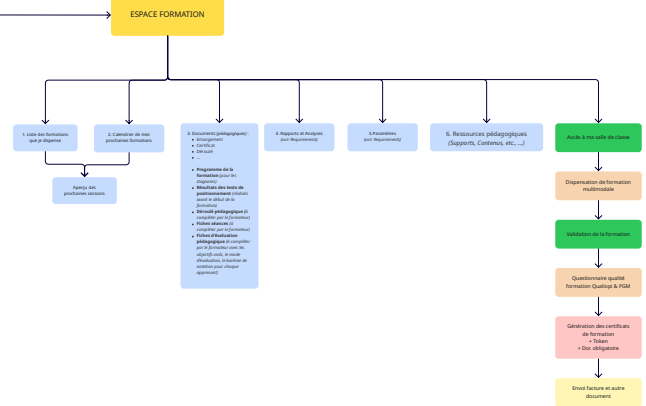 ESPACE FORMATION
1. Liste des formations
que je dispense
2. Calendrier de mes
prochaines formations
Aperçu des
prochaines sessions
3. Documents (pédagogiques) :
Emargement
Certificat
Déroulé
...
Programme de la
formation (pour les
stagiaires)
Résultats des tests de
positionnement (réalisés
avant le début de la
formation)
Déroulé pédagogique (à
compléter par le formateur)
Fiches séances (à
compléter par le formateur)
Fiches d'évaluation
pédagogique (à compléter
par le formateur avec les
objectifs visés, le mode
d'évaluation, le barème de
notation pour chaque
apprenant)
4. Rapports et Analyses
(voir Requirements)
5.Paramètres
(voir Requirements)
6. Ressources pédagogiques
(Supports, Contenus, etc., ...)
Accès à ma salle de classe
Dispensation de formation
multimodale
Validation de la formation
Questionnaire qualité
formation Qualiopi & PGM
Génération des certificats
de formation
+ Token
+ Doc obligatoire
Envoi facture et autre
document